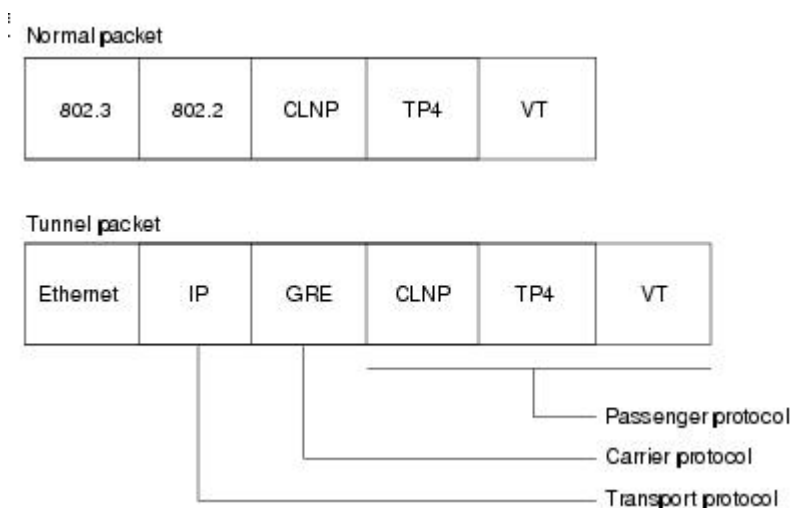 Normal packet
802.3 802.2 CLNP TP4 VT
Tunnel packet
Ethernet IP GRE CLNP TP4 VT
Passenger protocol
Carrier protocol
Transport protocol